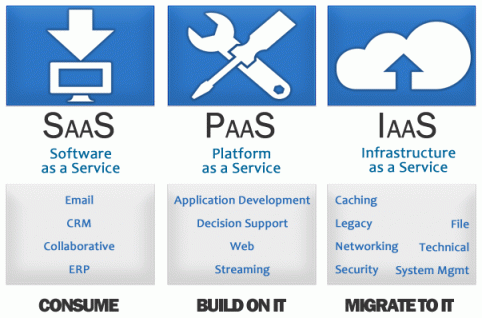 SAAS
Software
as a Service
Email
CRM
Collaborative
ERP
CONSUME
PAAS
Platform
as a Service
Application Development
Decision Support
Web
Streaming
BUILD ON IT
IAAS
Infrastructure
as a Service
Caching
Legacy File
Networking Technical
Security System Mgmt
MIGRATE TO IT